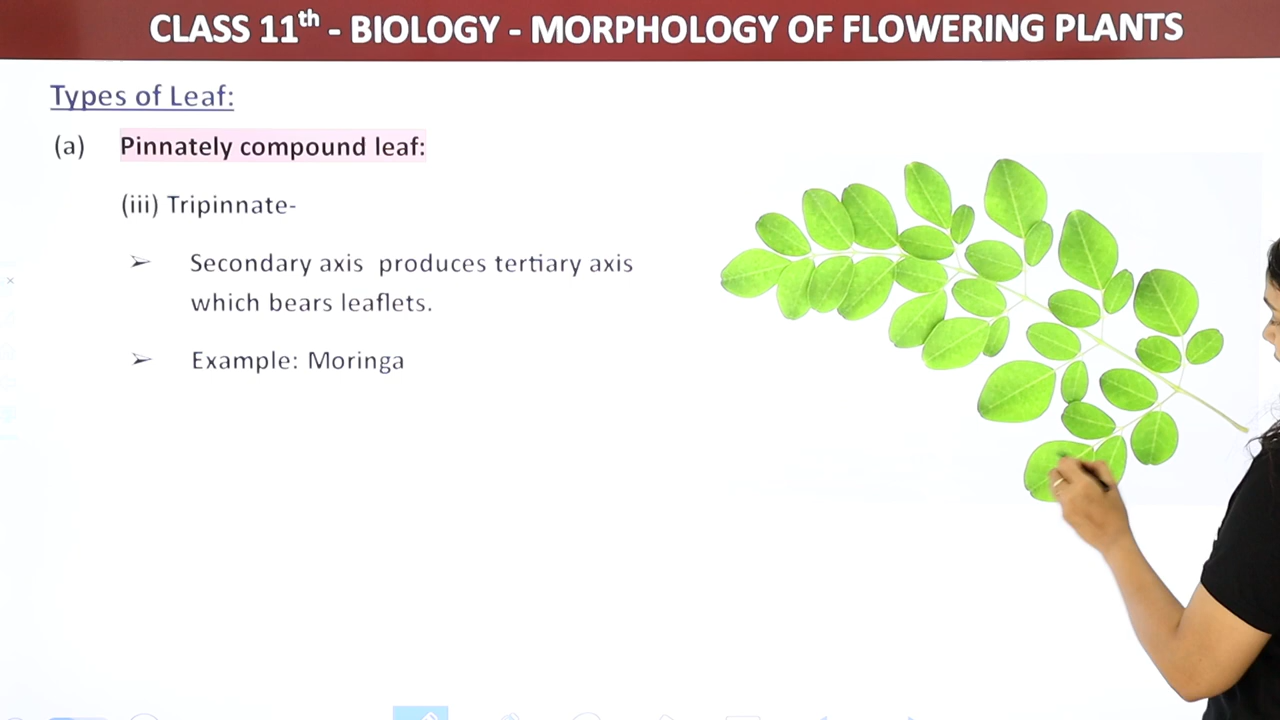 CLASS 11th - BIOLOGY - MORPHOLOGY OF FLOWERING PLANTS
Types of Leaf:
(a) Pinnately compound leaf:
(iii) Tripinnate-
➢ Secondary axis produces tertiary axis
which bears leaflets.
➢ Example: Moringa